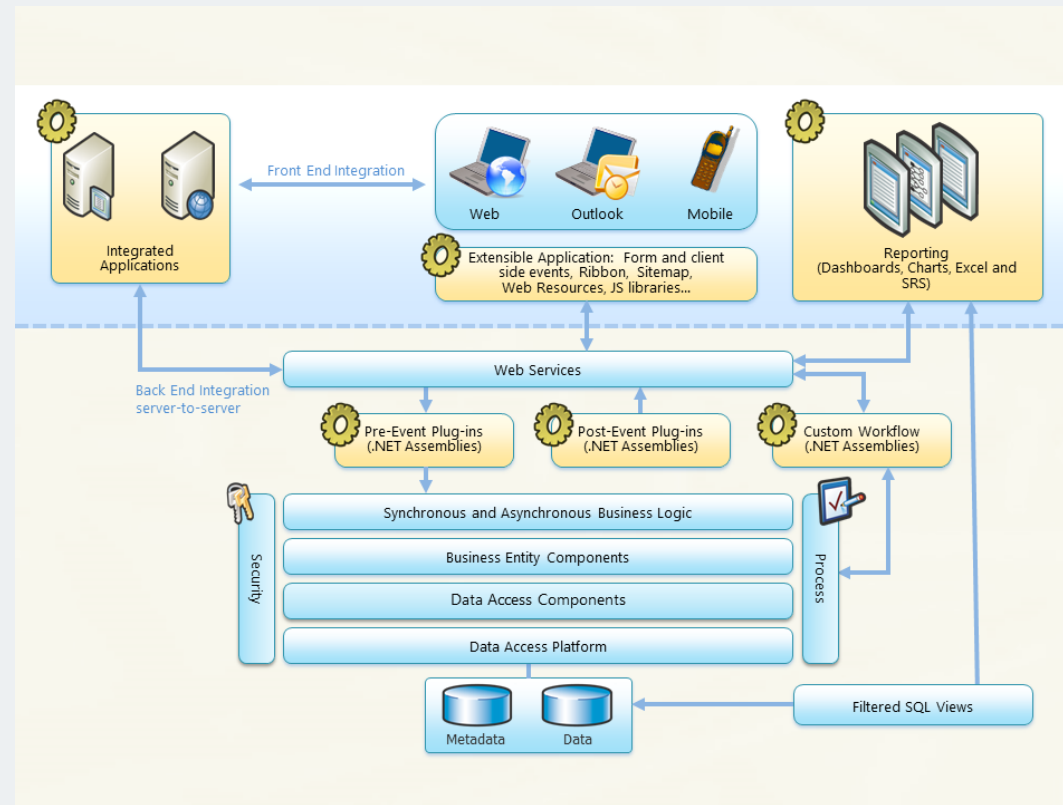 Front End Integration
Web
Outlook
Mobile
Integrated
Applications
Extensible Application:  Form and client
side events, Ribbon,  Sitemap,
Web Resources, JS libraries...
Reporting
(Dashboards, Charts, Excel and
SRS)
Web Services
Back End Integration
server-to-server
Pre-Event Plug-ins
(.NET Assemblies)
Post-Event Plug-ins
(.NET Assemblies)
Custom Workflow
(.NET Assemblies)
Security
Synchronous and Asynchronous Business Logic
Business Entity Components
Data Access Components
Data Access Platform
Process
Metadata
Data
Filtered SQL Views